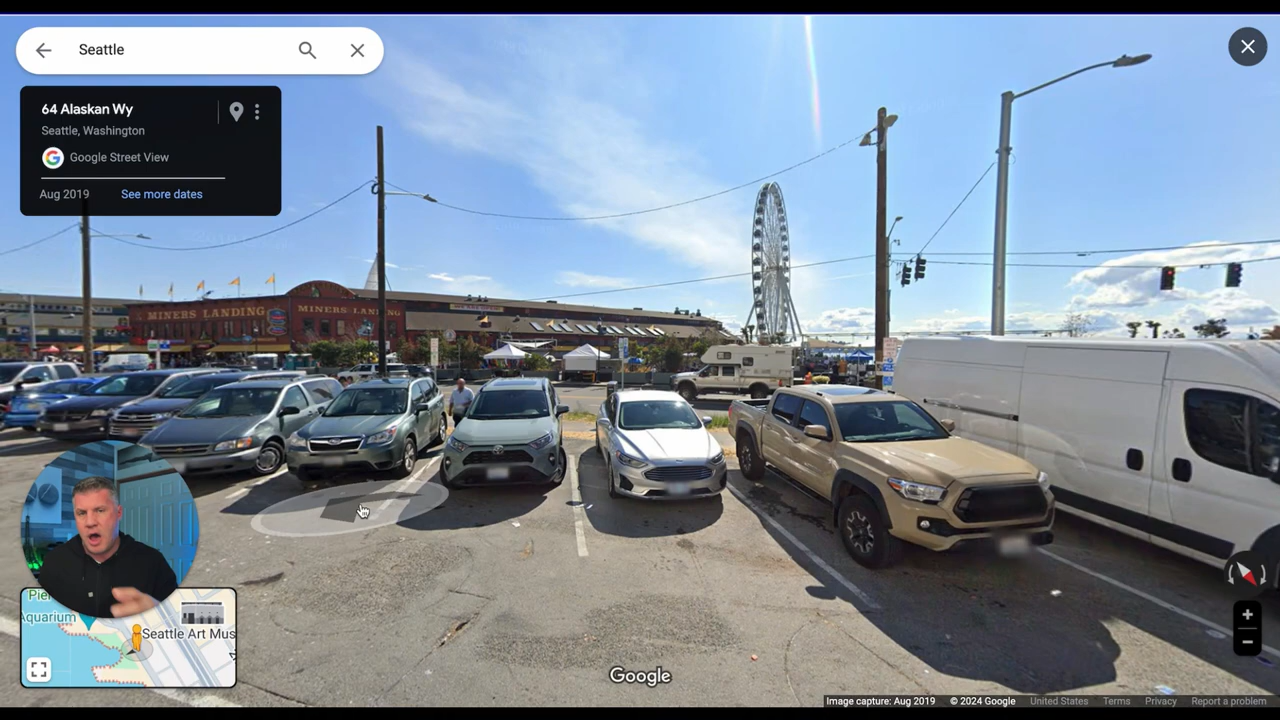 Seattle
64 Alaskan Wy
Seattle, Washington
Google Street View
Aug 2019 See more dates
MINERS LANDING MINERS LANDING
Pier
Aquarium
Seattle Art Mus
Google
Image capture: Aug 2019 © 2024 Google United States Terms Privacy Report a problem